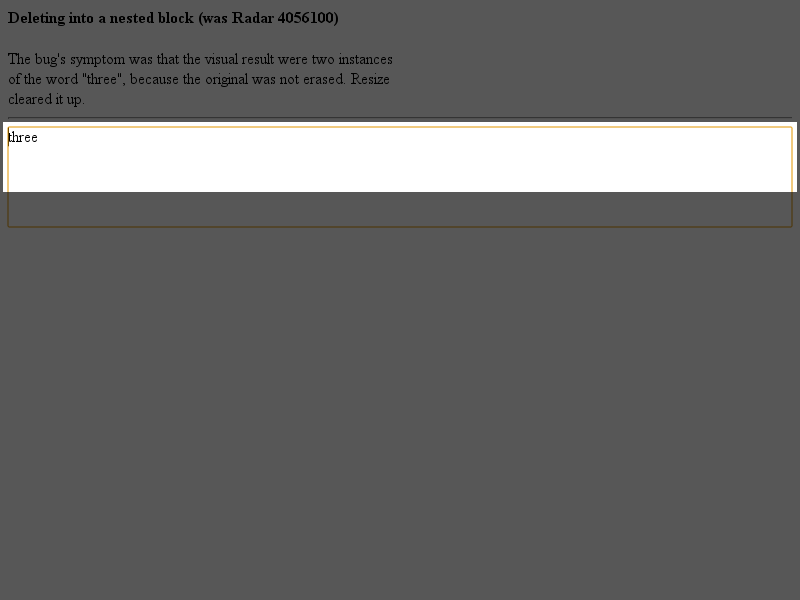 Deleting into a nested block (was Radar 4056100)
The bug's symptom was that the visual result were two instances
of the word "three", because the original was not erased. Resize
cleared it up.
three